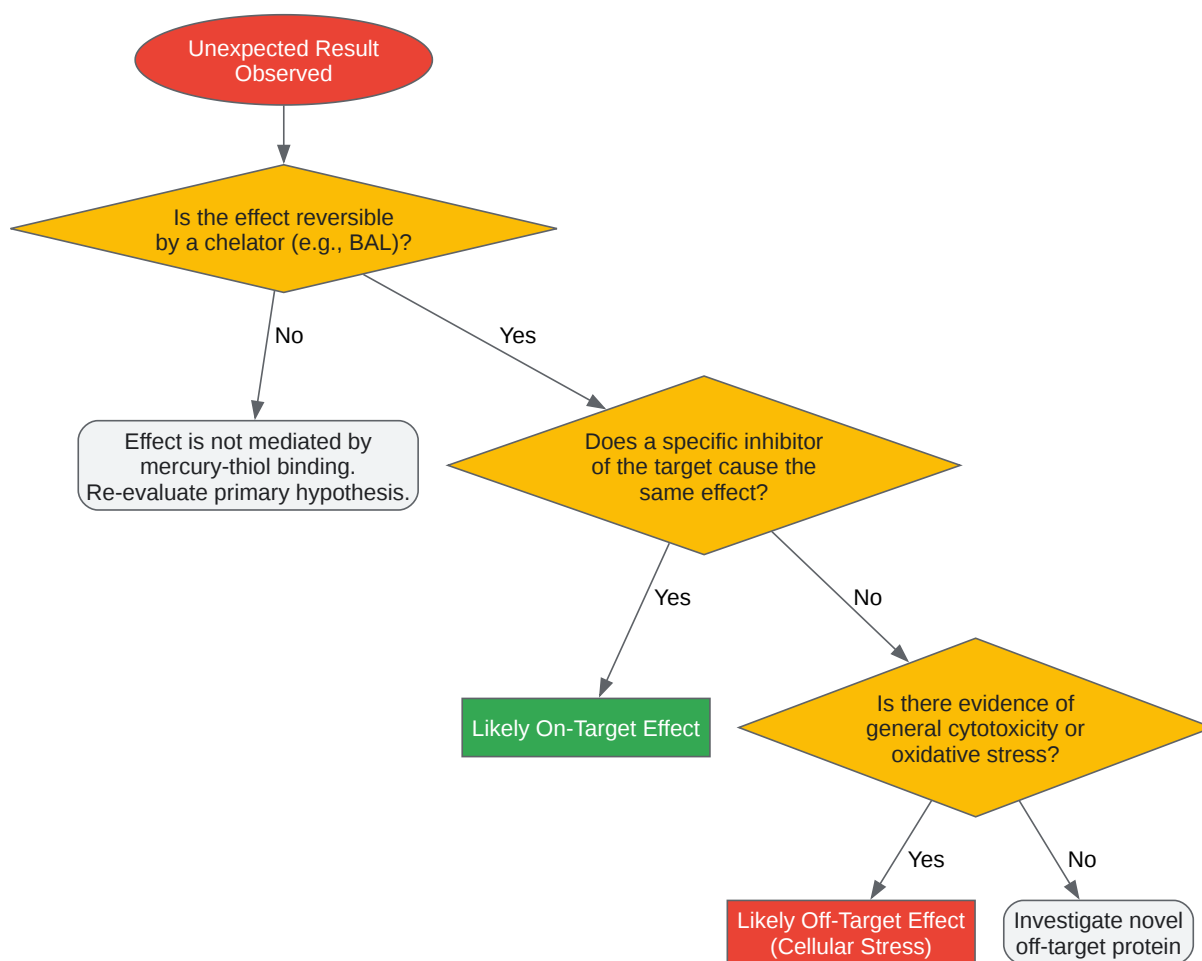 Unexpected Result
Observed
Is the effect reversible
by a chelator (e.g., BAL)?
No
Yes
Effect is not mediated by
mercury-thiol binding.
Re-evaluate primary hypothesis.
Does a specific inhibitor
of the target cause the
same effect?
Yes
No
Likely On-Target Effect
Is there evidence of
general cytotoxicity or
oxidative stress?
Yes
No
Likely Off-Target Effect
(Cellular Stress)
Investigate novel
off-target protein